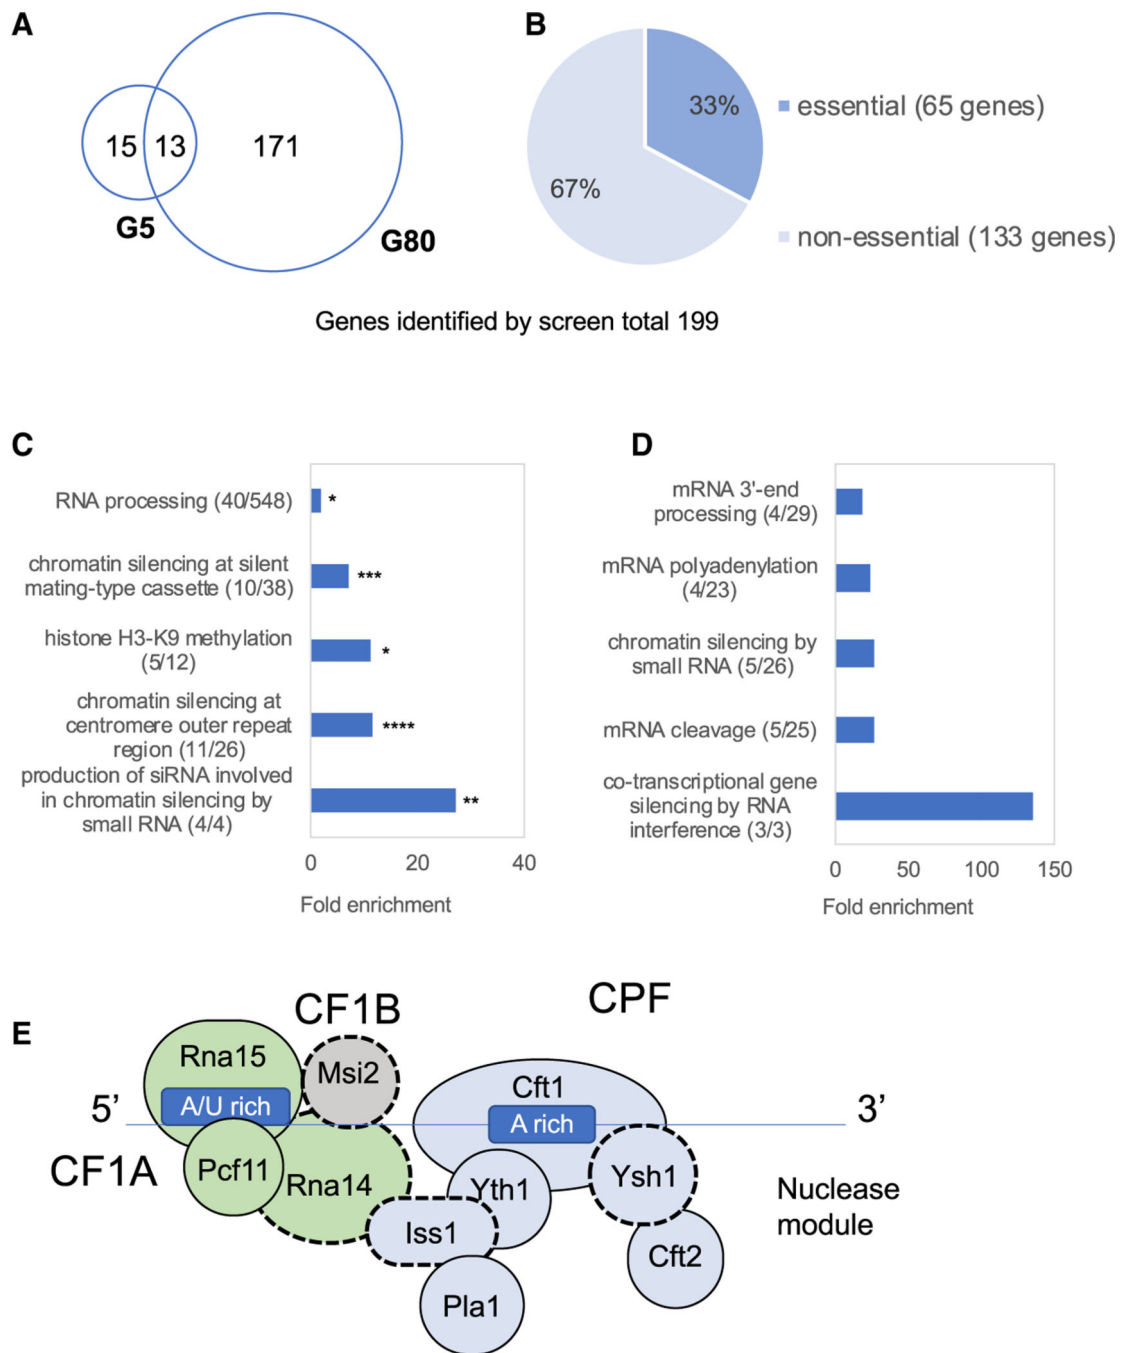 A
15
13
171
G5
G80
B
33%
67%
essential (65 genes)
non-essential (133 genes)
Genes identified by screen total 199
C
RNA processing (40/548)
*
chromatin silencing at silent
mating-type cassette (10/38)
***
histone H3-K9 methylation
(5/12)
*
chromatin silencing at
centromere outer repeat
region (11/26)
****
production of siRNA involved
in chromatin silencing by
small RNA (4/4)
**
0 20 40
Fold enrichment
D
mRNA 3'-end
processing (4/29)
mRNA polyadenylation
(4/23)
chromatin silencing by
small RNA (5/26)
mRNA cleavage (5/25)
co-transcriptional gene
silencing by RNA
interference (3/3)
0 50 100 150
Fold enrichment
E
CF1B
CPF
Rna15
Msi2
Cft1
5’
A/U rich
A rich
3’
CF1A
Pcf11
Rna14
Yth1
Ysh1
Nuclease
module
Iss1
Cft2
Pla1